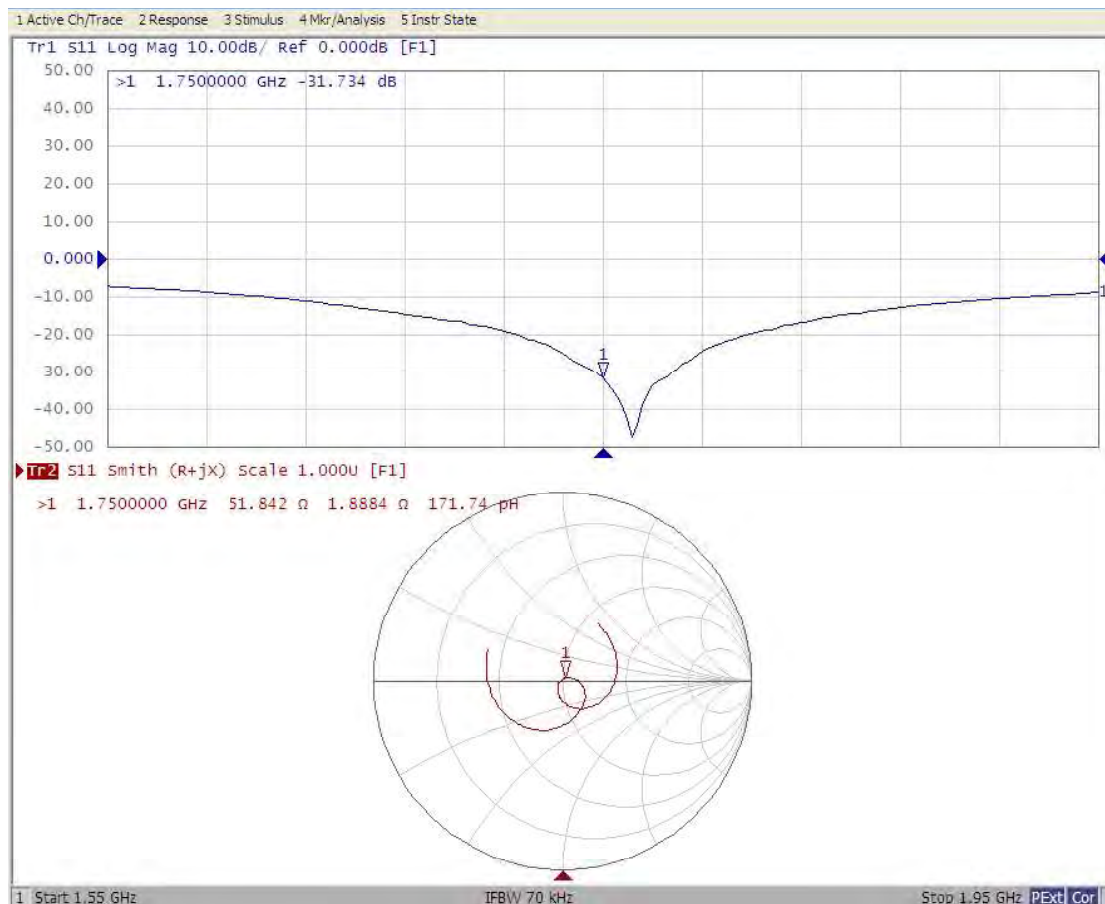 1 Active Ch/Trace 2 Response 3 Stimulus 4 Mkr/Analysis 5 Instr State
Tr1 S11 Log Mag 10.00dB/ Ref 0.000dB [F1]
50.00
>1 1.7500000 GHz -31.734 dB
40.00
30.00
20.00
10.00
0.000
-10.00
1
-20.00
1
-30.00
-40.00
-50.00
Tr2 S11 Smith (R+jX) Scale 1.000U [F1]
>1 1.7500000 GHz 51.842 Ω 1.8884 Ω 171.74 pH
1
1 Start 1.55 GHz IFBW 70 kHz Stop 1.95 GHz PExt Cor